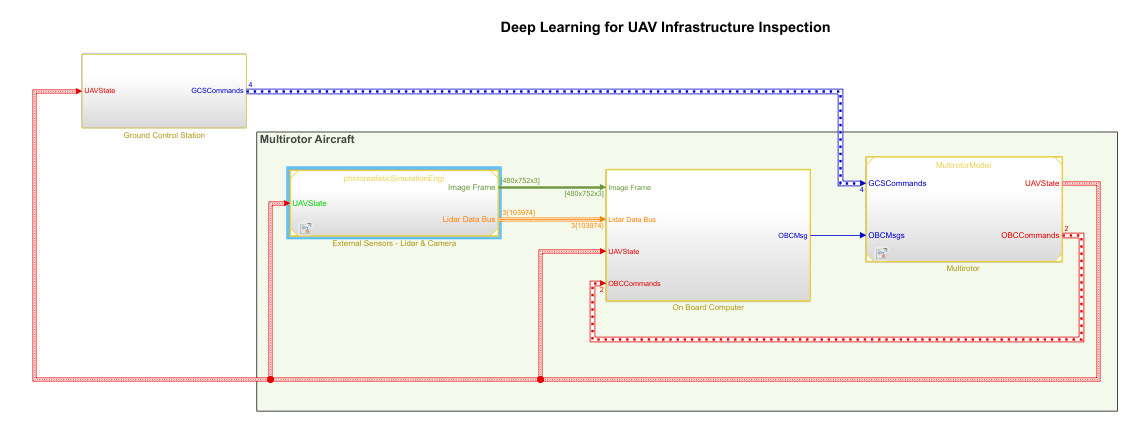 Deep Learning for UAV Infrastructure Inspection
UAVState
GCSCommands
4
Ground Control Station
Multirotor Aircraft
photorealisticSimulationEngi
Image Frame
UAVState
Lidar Data Bus
External Sensors - Lidar & Camera
[480x752x3]
[480x752x3]
3{103974}
3{103974}
Image Frame
Lidar Data Bus
UAVState
OBCCommands
2
OBCMsg
On Board Computer
MultirotorModel
GCSCommands
4
UAVState
OBCMsgs
OBCCommands
2
Multirotor